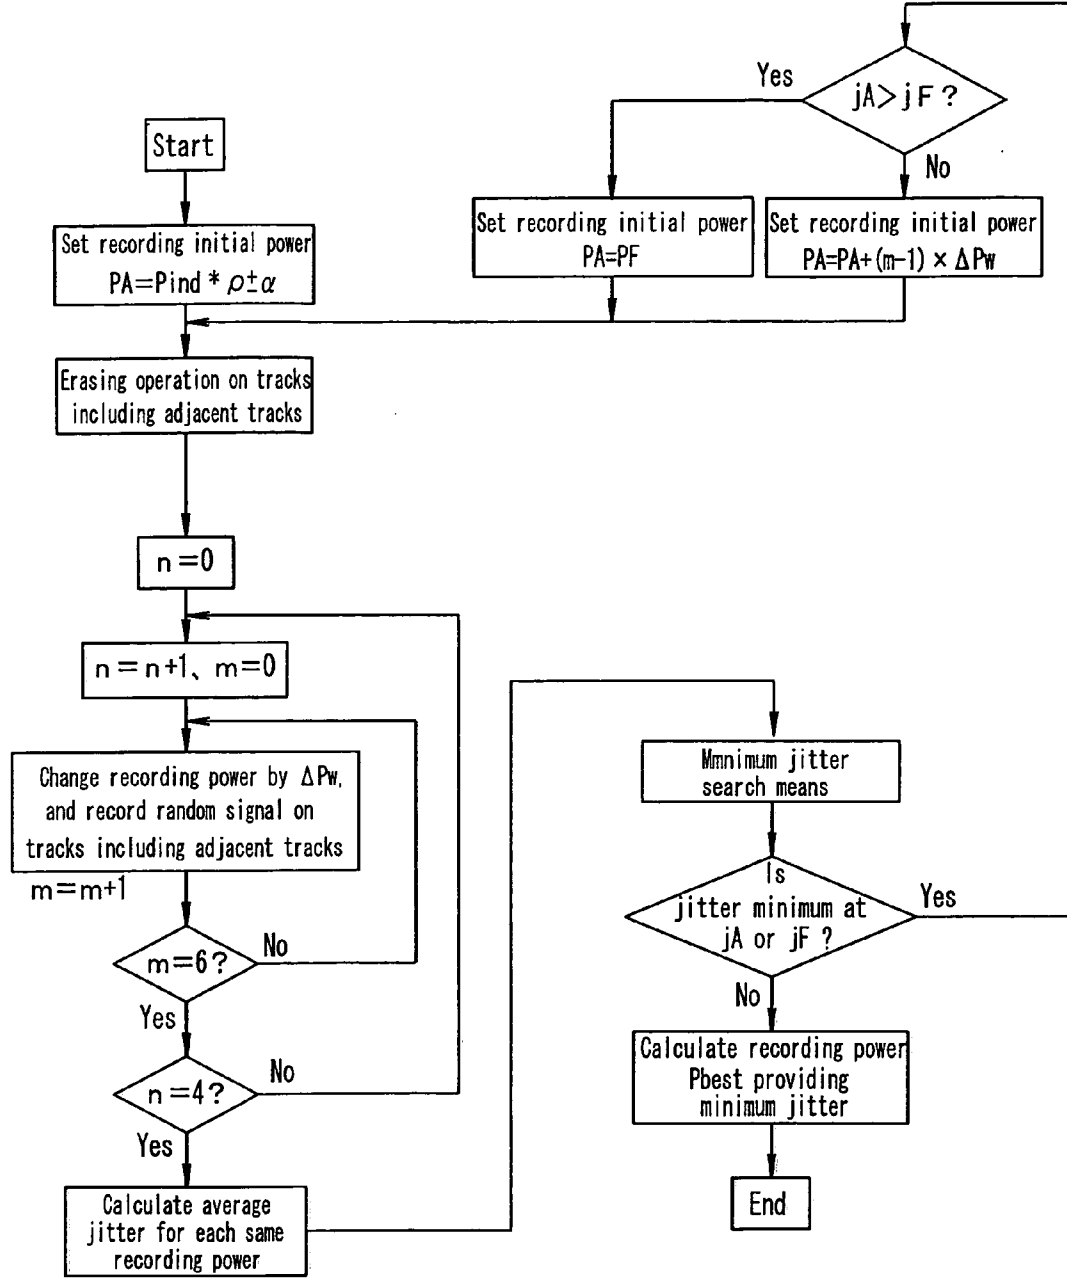 Start
Set recording initial power
PA=Pind * ρ±α
Erasing operation on tracks
including adjacent tracks
n=0
n=n+1、m=0
Change recording power by ΔPw,
and record random signal on
tracks including adjacent tracks
m=m+1
m=6?
No
Yes
n=4?
No
Yes
Calculate average
jitter for each same
recording power
Mmnimum jitter
search means
Is
jitter minimum at
jA or jF ?
Yes
No
Calculate recording power
Pbest providing
minimum jitter
End
jA>jF?
Yes
No
Set recording initial power
PA=PF
Set recording initial power
PA=PA+(m-1) × ΔPw